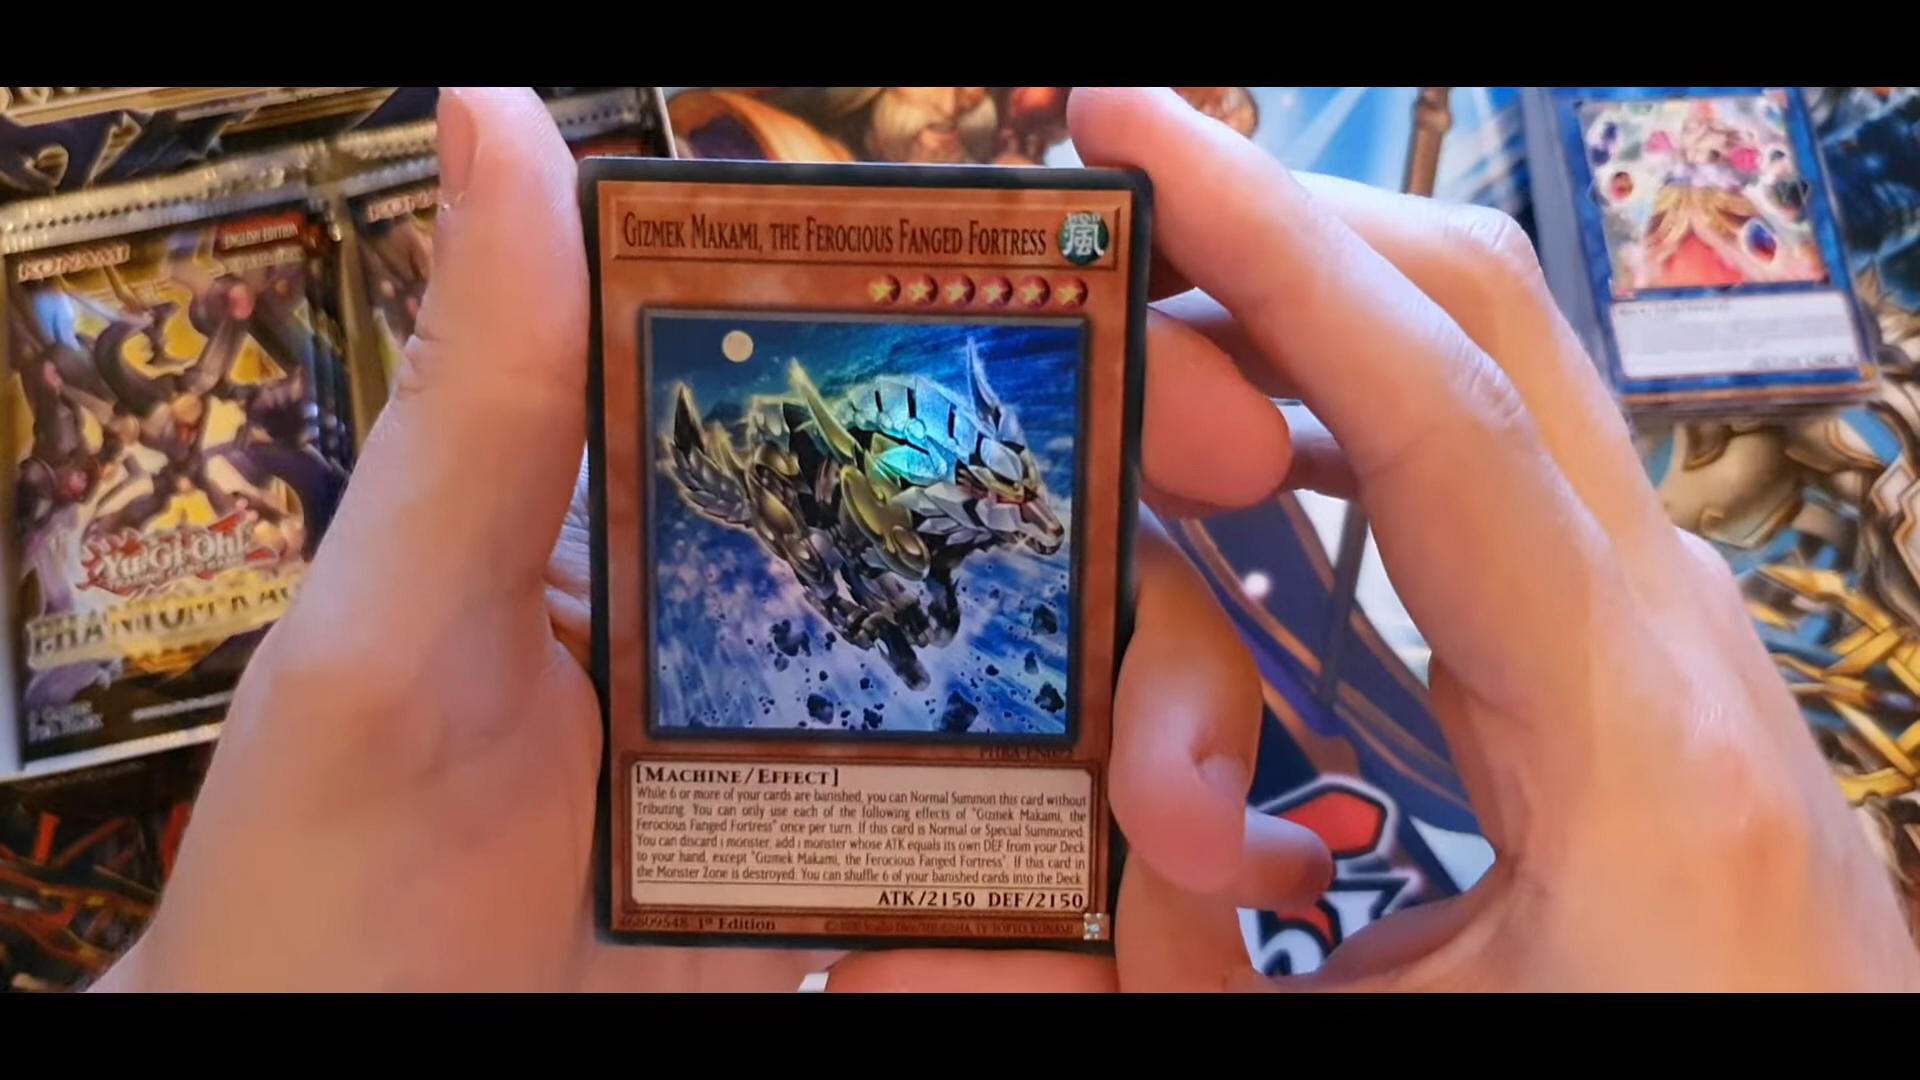 KONAMI
ENGLISH EDITION
Yu-Gi-Oh!
TRADING CARD GAME
GIZMEK MAKAMI, THE FEROCIOUS FANGED FORTRESS
風
[MACHINE/EFFECT]
While 6 or more of your cards are banished, you can Normal Summon this card without
Tributing. You can only use each of the following effects of "Gizmek Makami, the
Ferocious Fanged Fortress" once per turn. If this card is Normal or Special Summoned:
You can discard 1 monster; add 1 monster whose ATK equals its own DEF from your Deck
to your hand, except "Gizmek Makami, the Ferocious Fanged Fortress". If this card in
the Monster Zone is destroyed: You can shuffle 6 of your banished cards into the Deck.
ATK/2150 DEF/2150
1st Edition